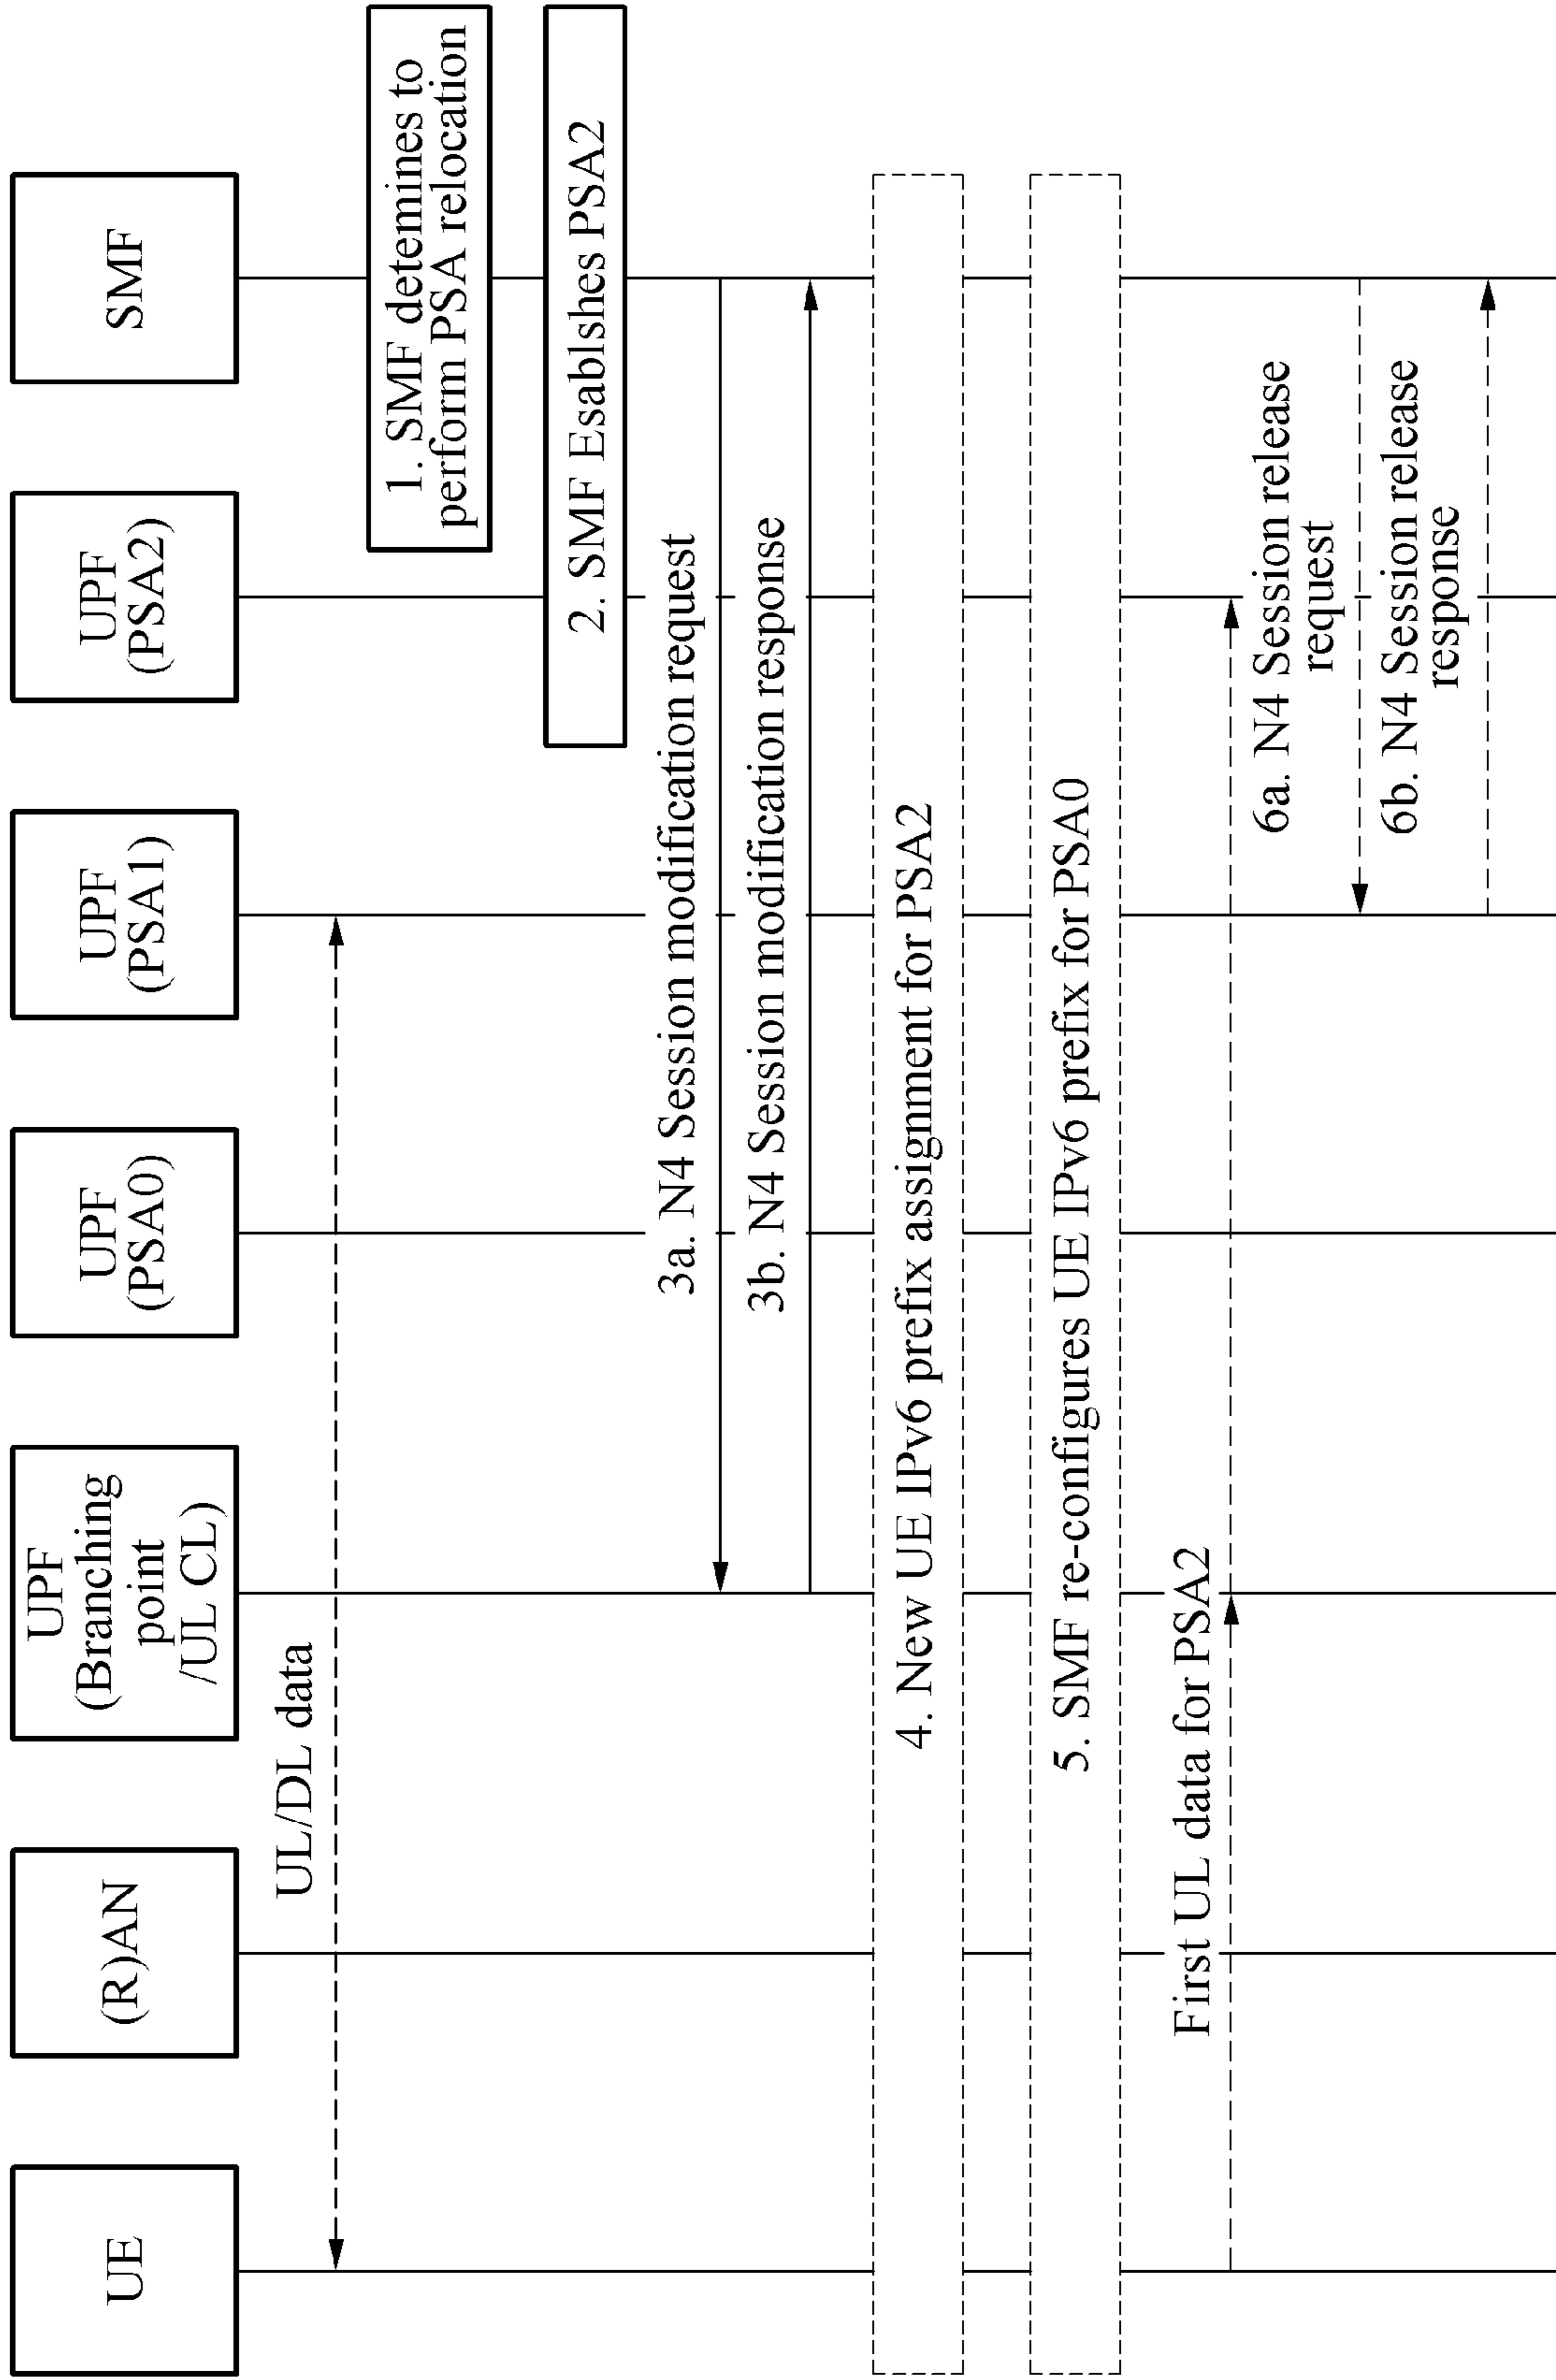 UE
(R)AN
UPF
(Branching
point
/UL CL)
UPF
(PSA0)
UPF
(PSA1)
UPF
(PSA2)
SMF
UL/DL data
1. SMF determines to
perform PSA relocation
2. SMF Esablshes PSA2
3a. N4 Session modification request
3b. N4 Session modification response
4. New UE IPv6 prefix assignment for PSA2
5. SMF re-configures UE IPv6 prefix for PSA0
First UL data for PSA2
6a. N4 Session release
request
6b. N4 Session release
response